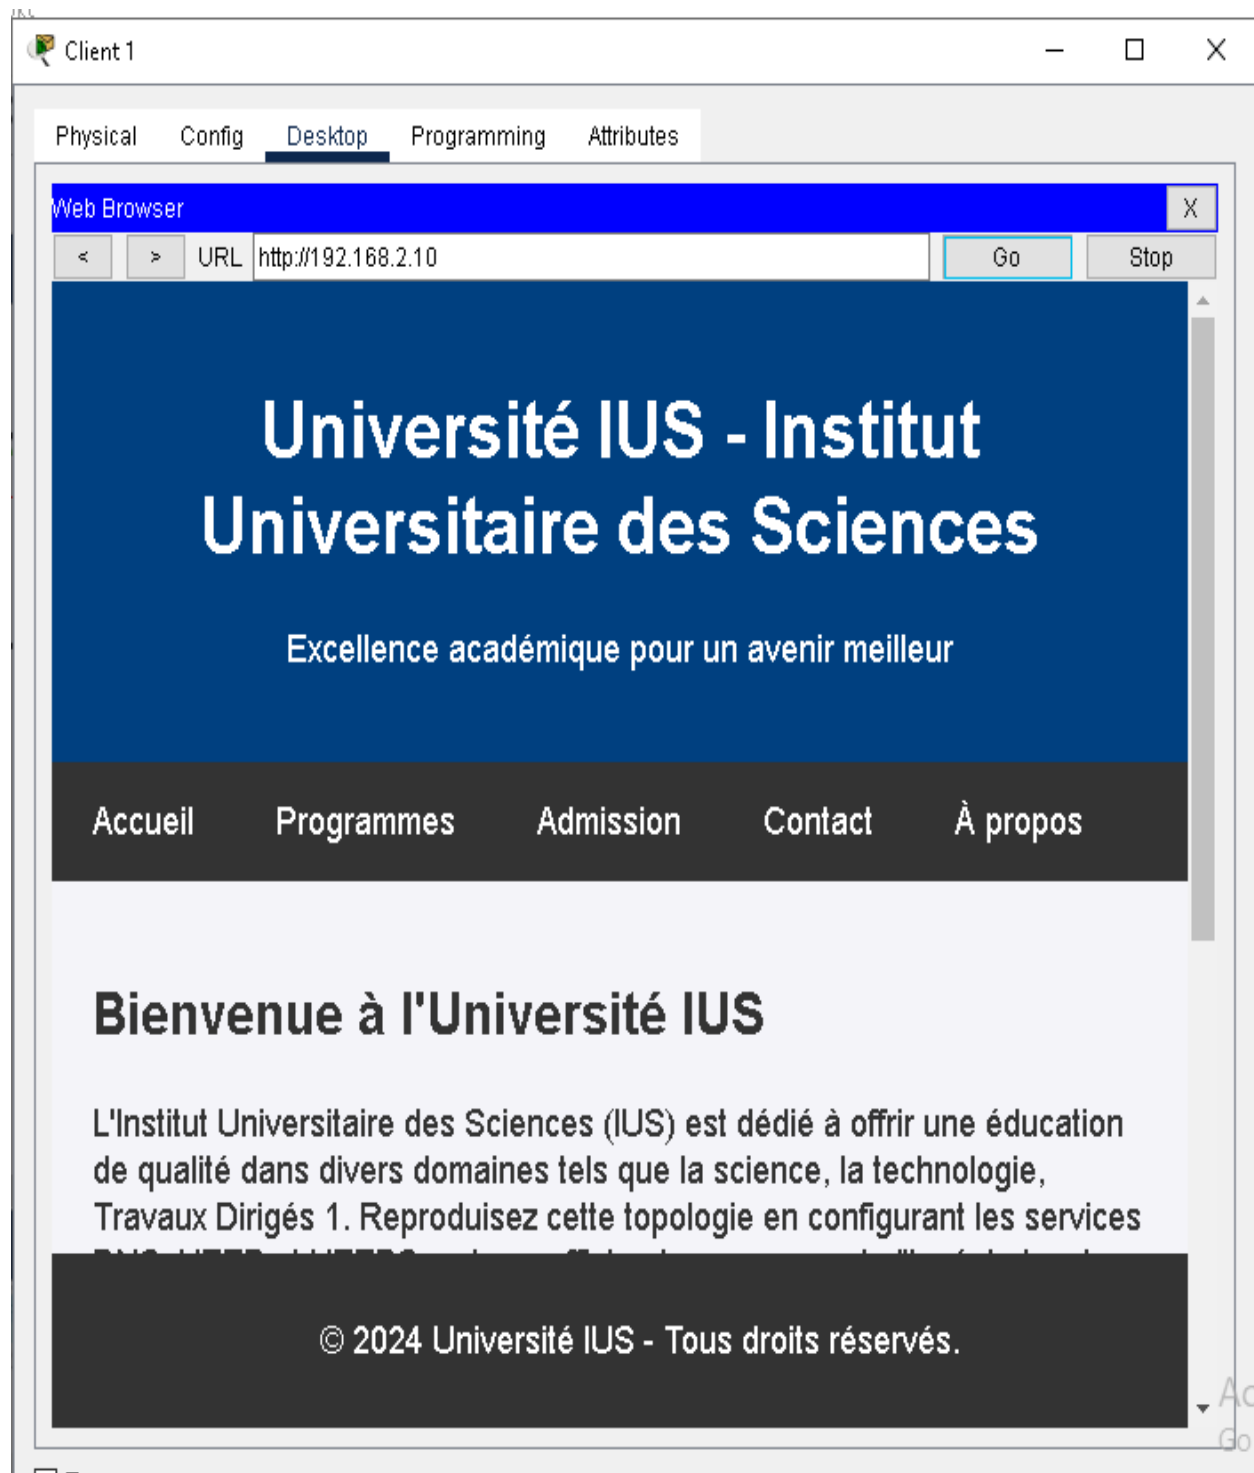 Client 1
Physical Config Desktop Programming Attributes
Web Browser X
< > URL http://192.168.2.10 Go Stop
Université IUS - Institut
Universitaire des Sciences
Excellence académique pour un avenir meilleur
Accueil Programmes Admission Contact À propos
Bienvenue à l'Université IUS
L'Institut Universitaire des Sciences (IUS) est dédié à offrir une éducation
de qualité dans divers domaines tels que la science, la technologie,
Travaux Dirigés 1. Reproduisez cette topologie en configurant les services
© 2024 Université IUS - Tous droits réservés.
Go